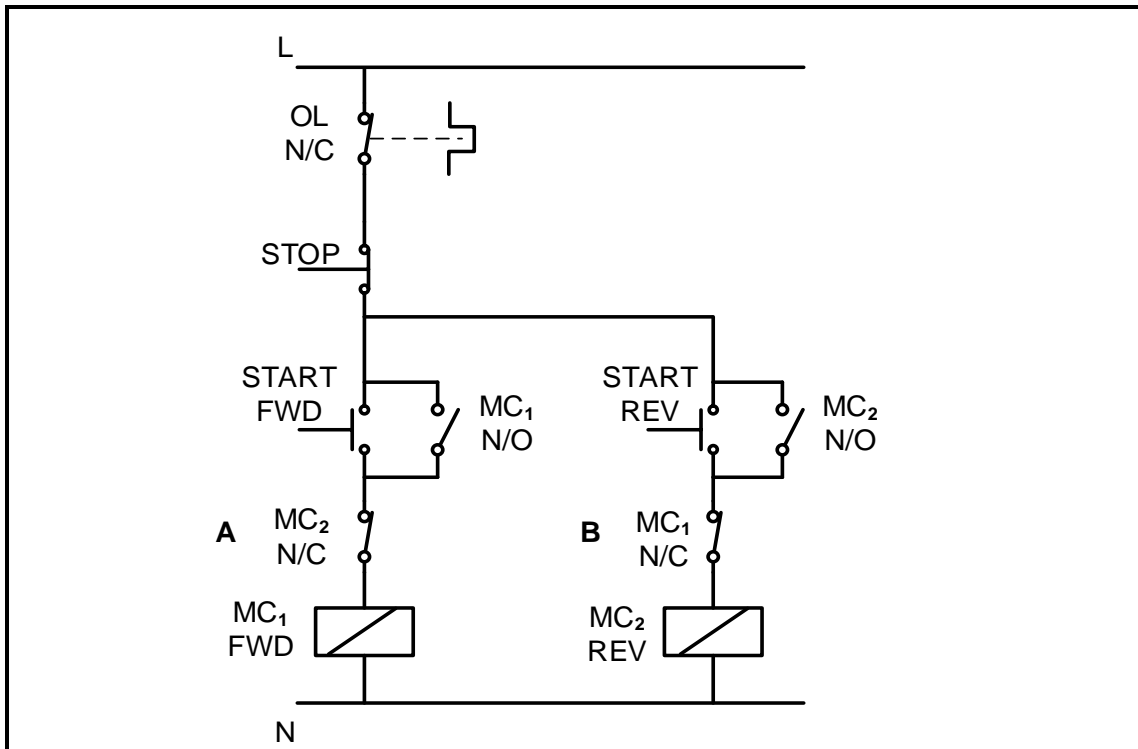 L
OL
N/C
STOP
START
FWD
MC₁
N/O
START
REV
MC₂
N/O
A
MC₂
N/C
B
MC₁
N/C
MC₁
FWD
MC₂
REV
N